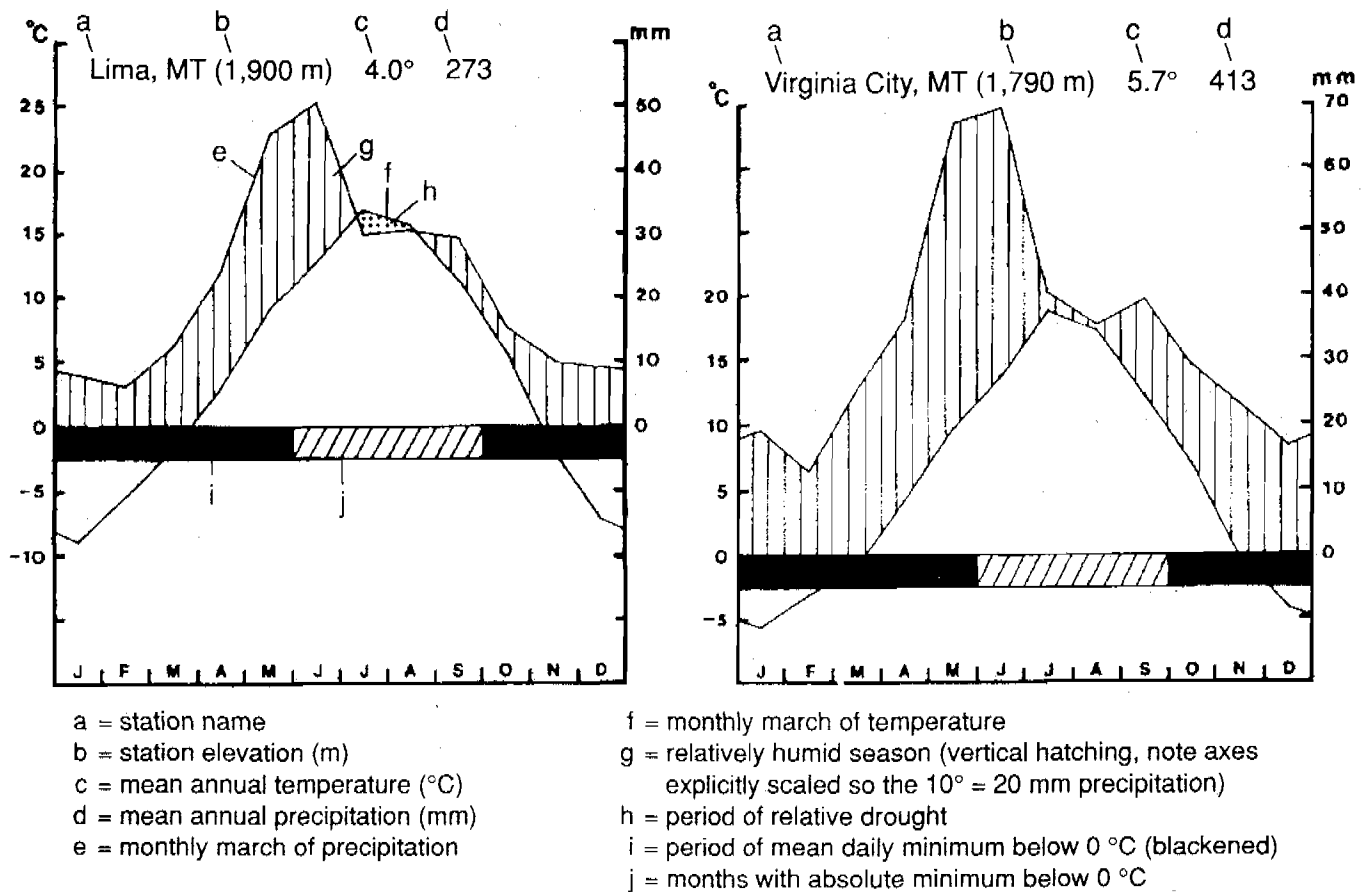 a b c d
°C mm
Lima, MT (1,900 m) 4.0° 273
25
20
15
10
5
0
-5
-10
50
40
30
20
10
0
e g f h
i j
J F M A M J J A S O N D
a b c d
°C mm
Virginia City, MT (1,790 m) 5.7° 413
20
15
10
5
0
-5
70
60
50
40
30
20
10
0
J F M A M J J A S O N D
a = station name
b = station elevation (m)
c = mean annual temperature (°C)
d = mean annual precipitation (mm)
e = monthly march of precipitation
f = monthly march of temperature
g = relatively humid season (vertical hatching, note axes
explicitly scaled so the 10° = 20 mm precipitation)
h = period of relative drought
i = period of mean daily minimum below 0 °C (blackened)
j = months with absolute minimum below 0 °C